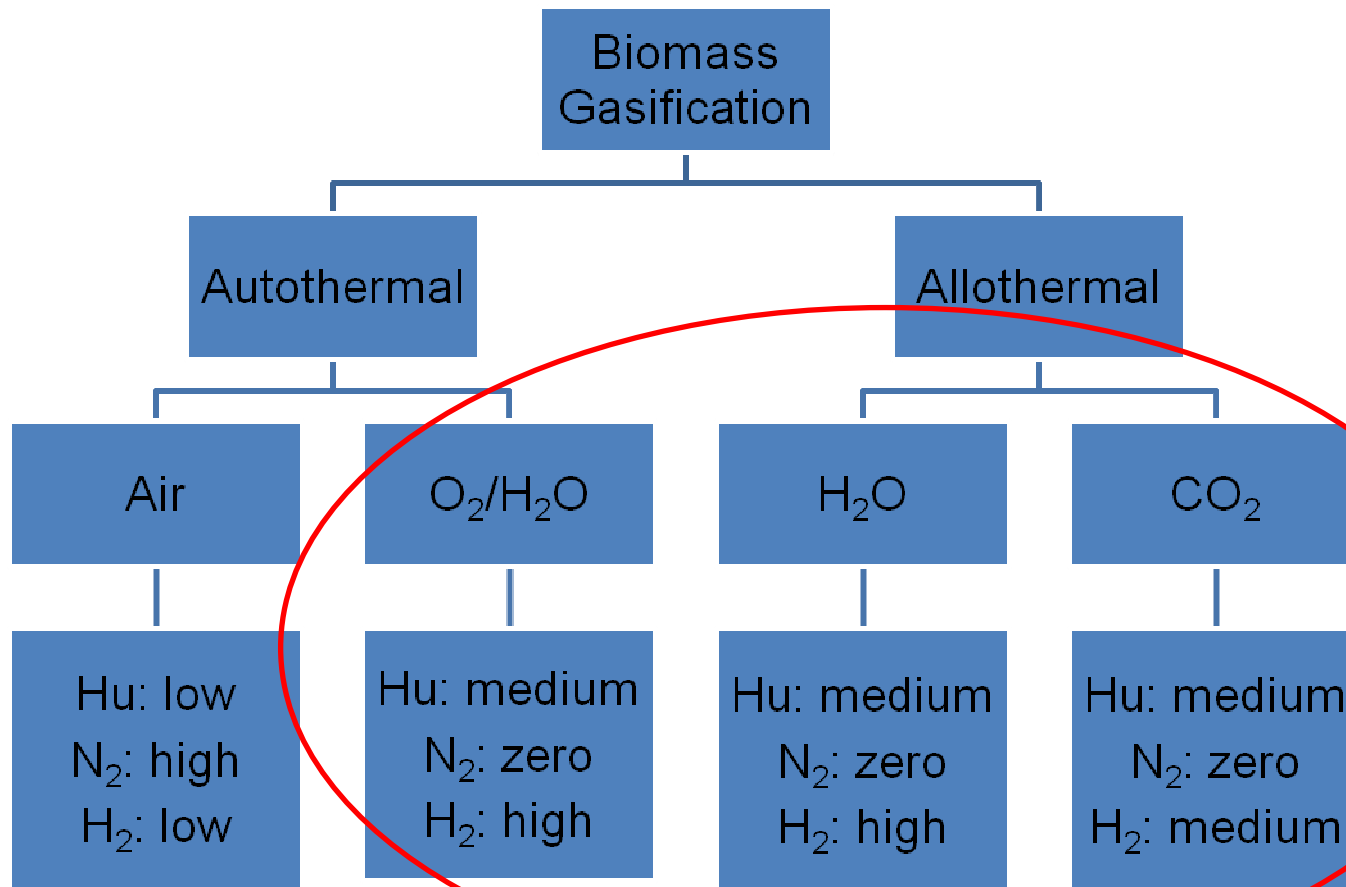 Biomass
Gasification
Autothermal
Allothermal
Air
O₂/H₂O
H₂O
CO₂
Hu: low
N₂: high
H₂: low
Hu: medium
N₂: zero
H₂: high
Hu: medium
N₂: zero
H₂: high
Hu: medium
N₂: zero
H₂: medium